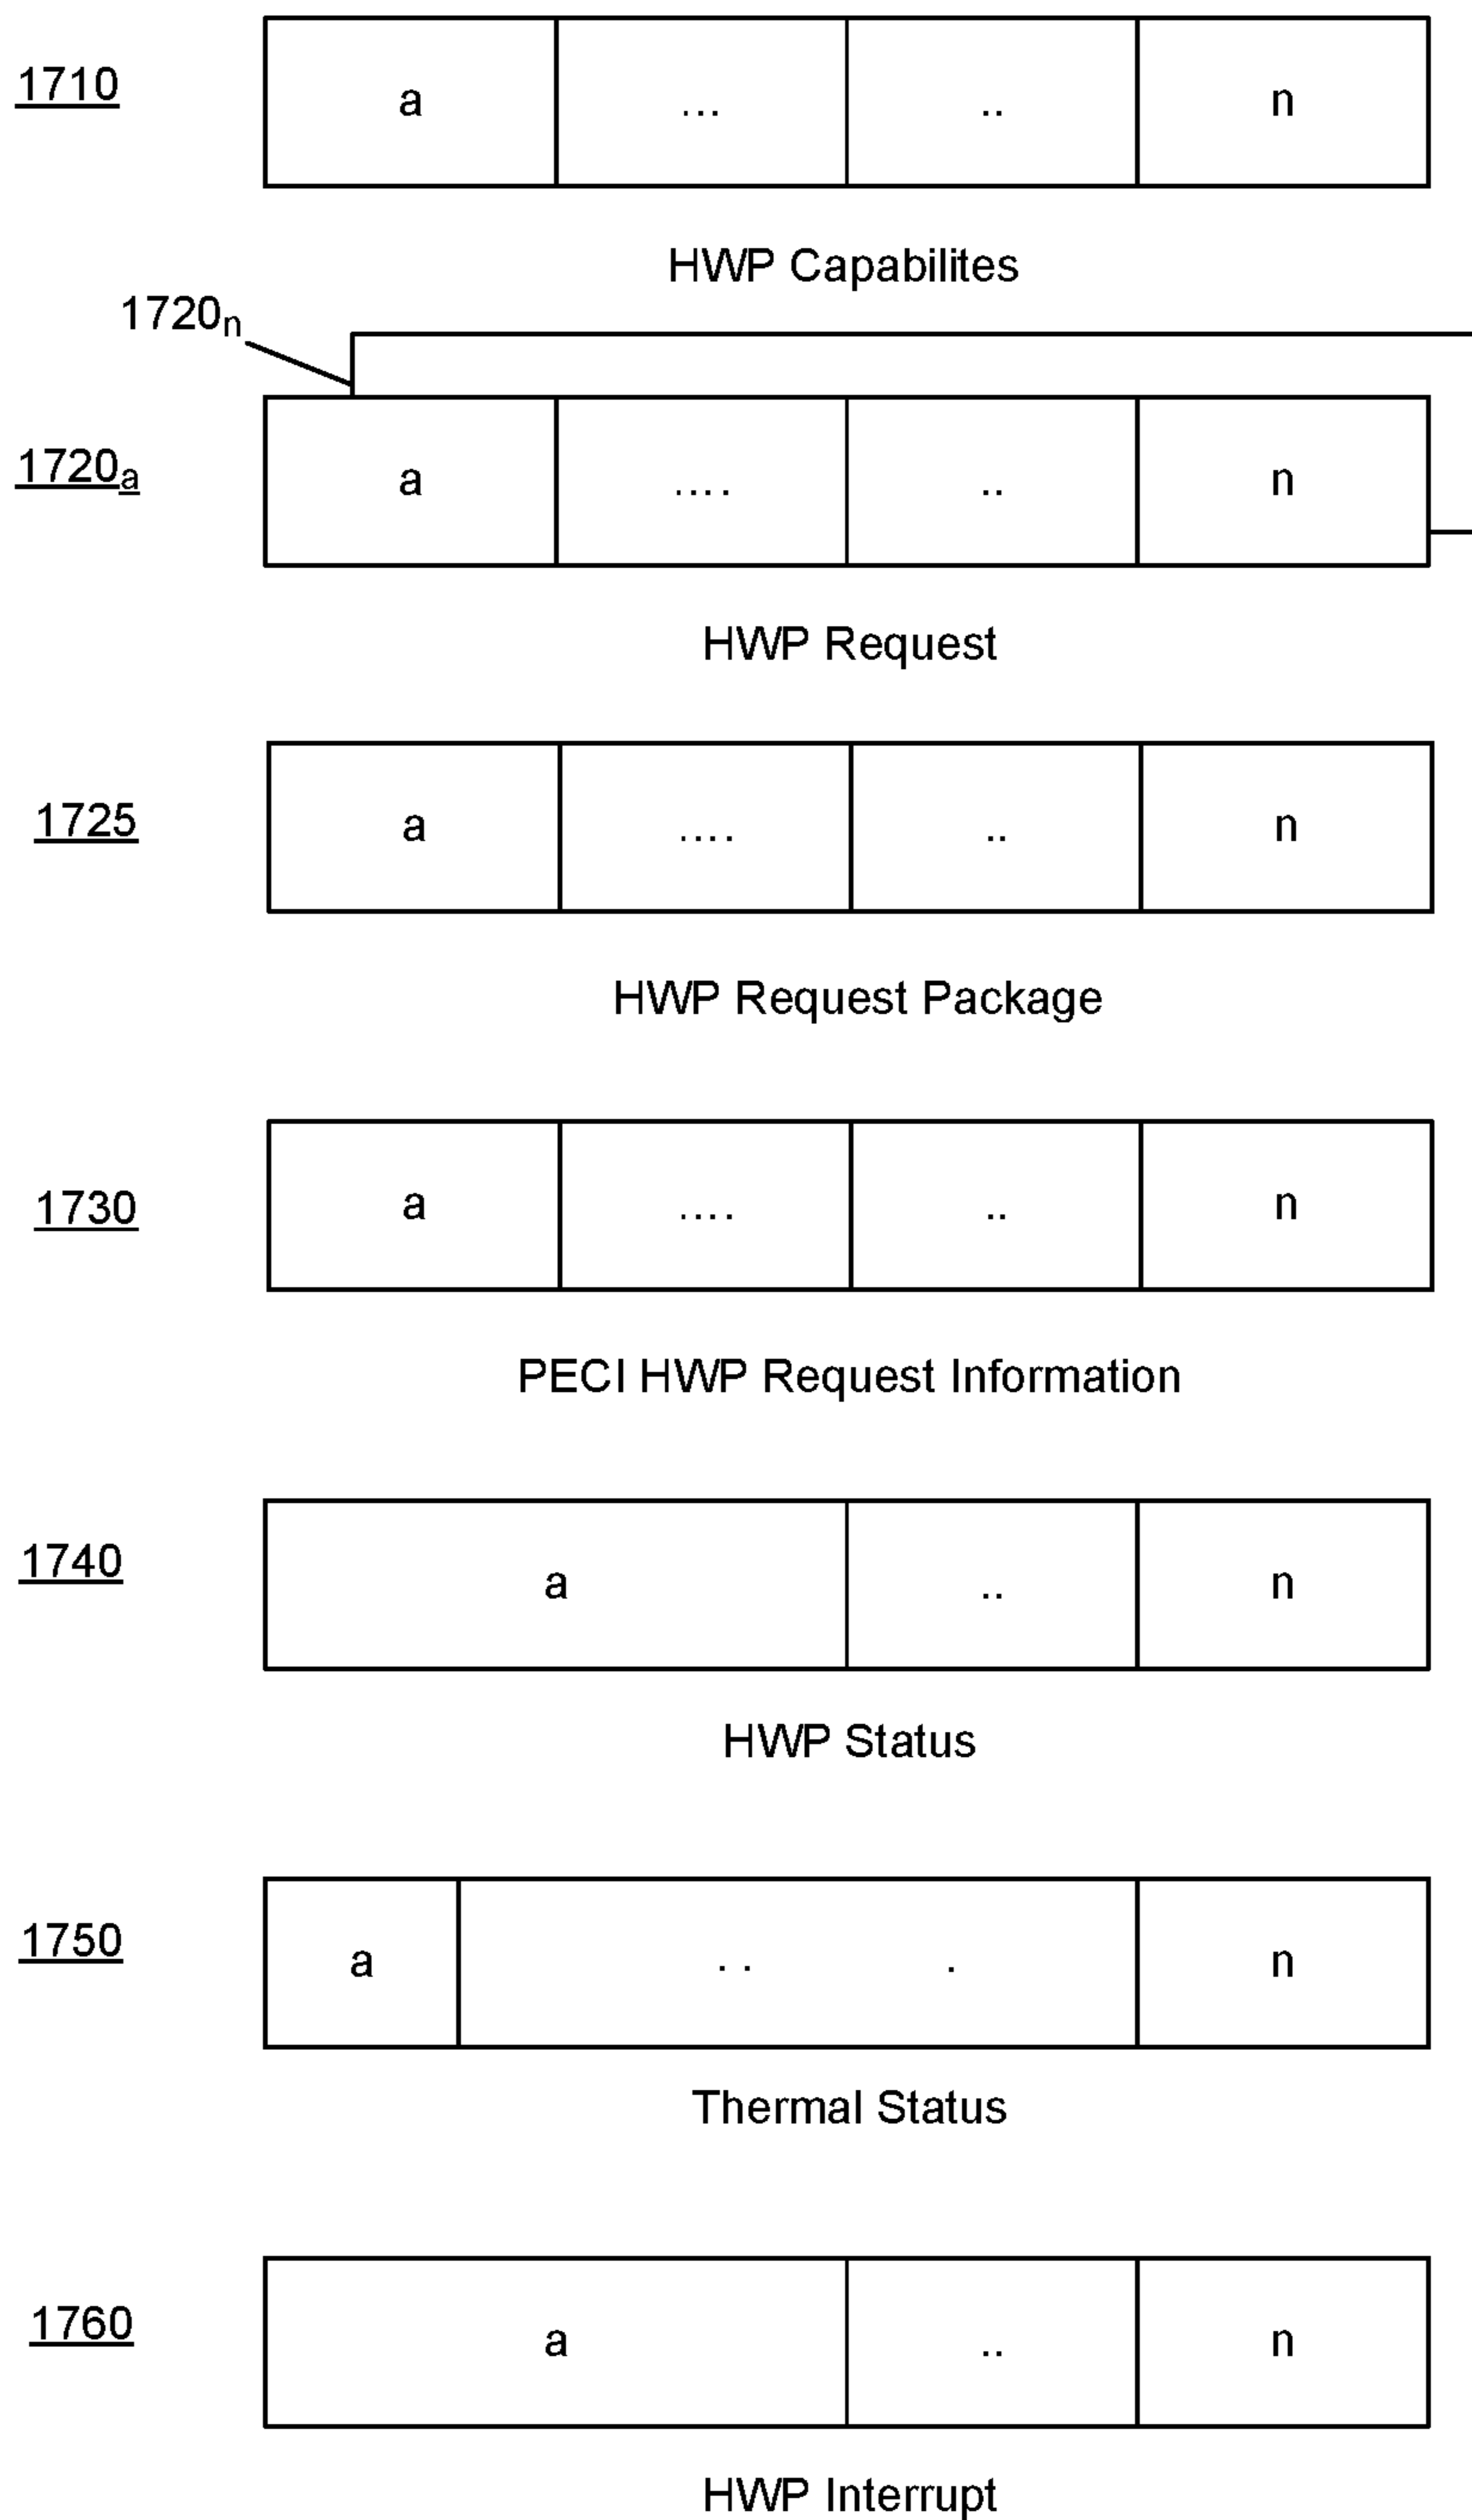 1710 a ... .. n
HWP Capabilites
1720n
1720a a .... .. n
HWP Request
1725 a .... .. n
HWP Request Package
1730 a .... .. n
PECI HWP Request Information
1740 a .. n
HWP Status
1750 a .. . n
Thermal Status
1760 a .. n
HWP Interrupt